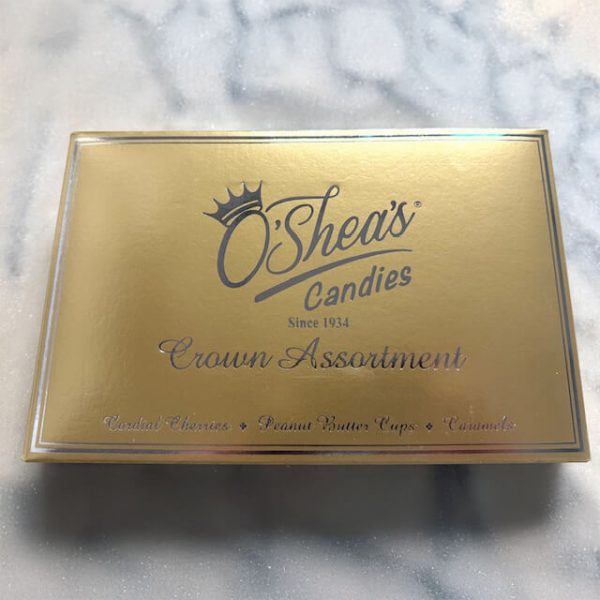 O'Shea's®
Candies
Since 1934
Crown Assortment
Cordial Cherries ❖ Peanut Butter Cups ❖ Caramels